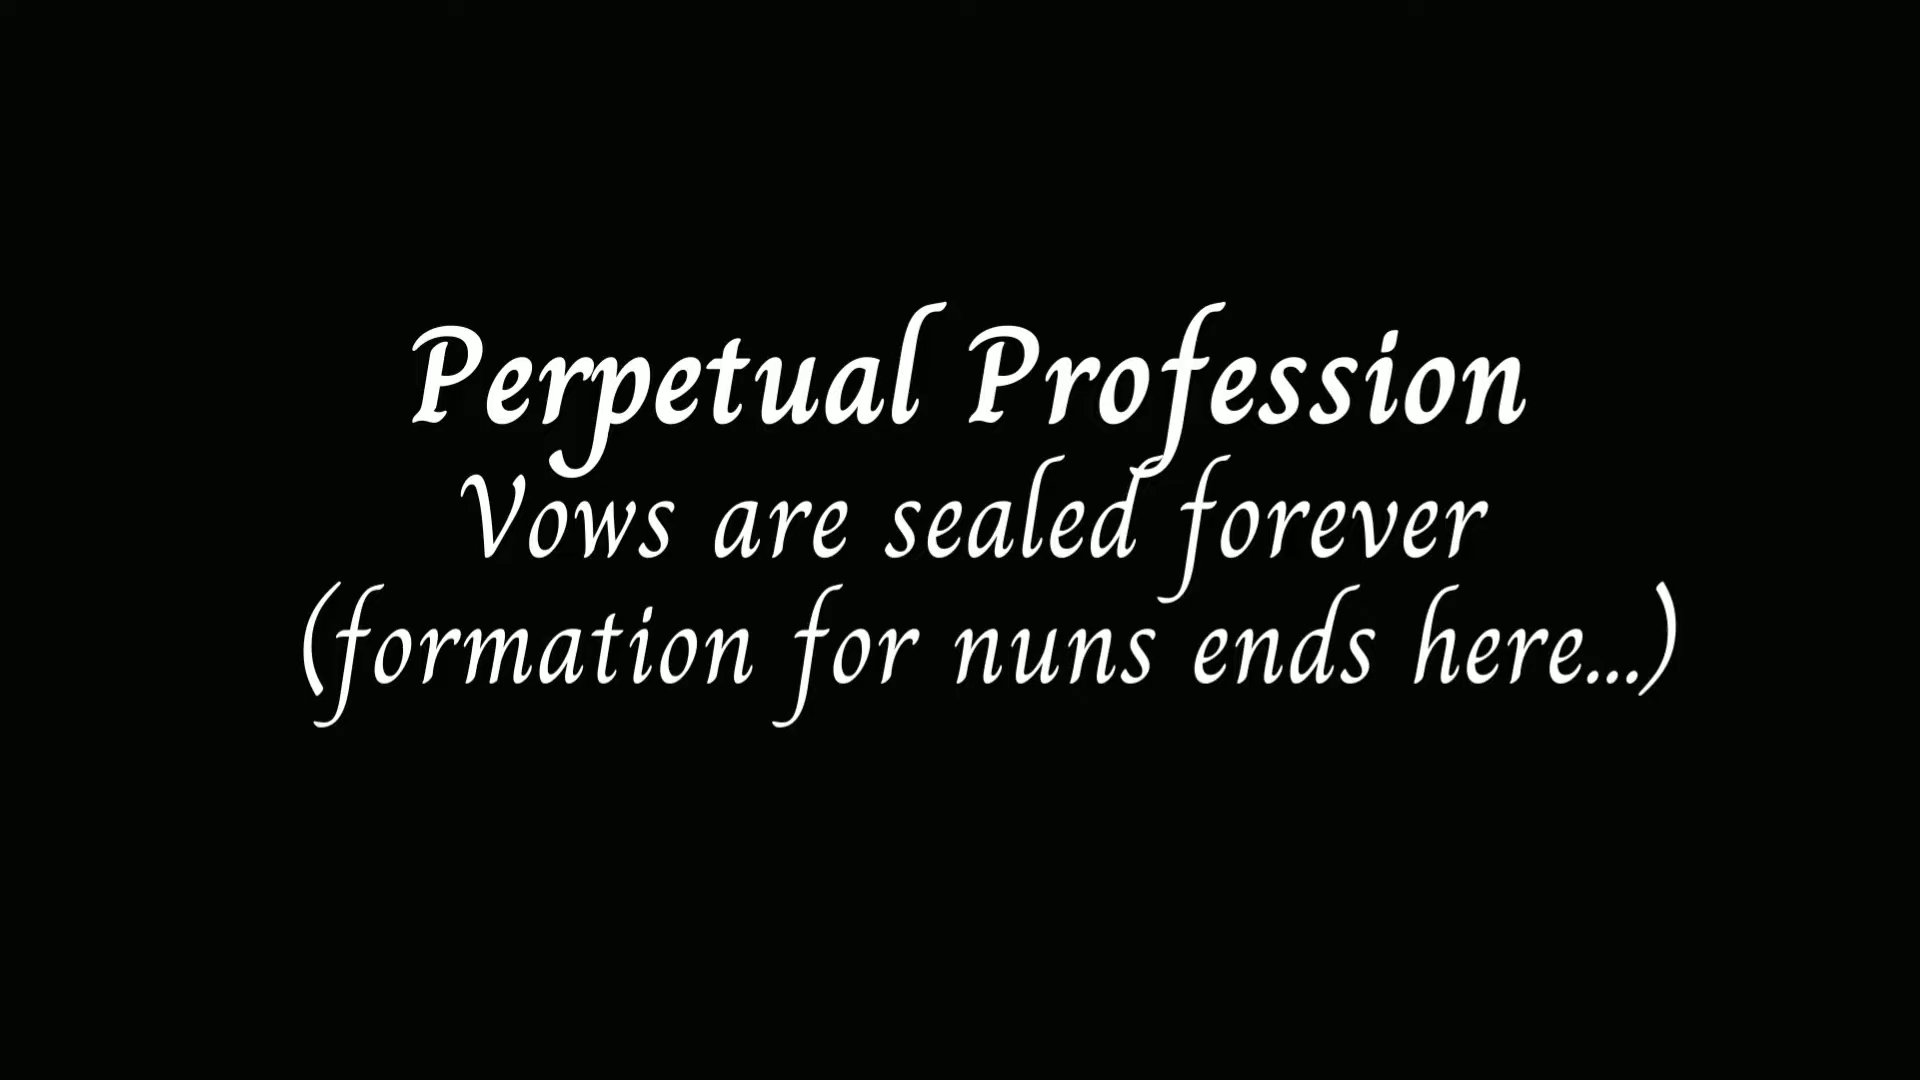 Perpetual Profession
Vows are sealed forever
(formation for nuns ends here...)